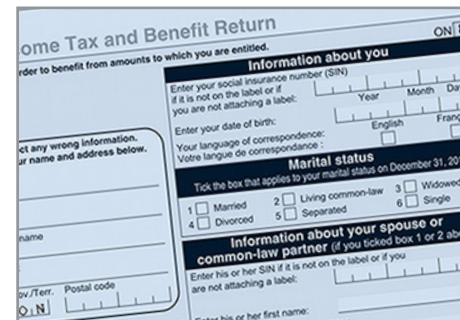 ome Tax and Benefit Return
rder to benefit from amounts to which you are entitled.
ON
ct any wrong information.
ur name and address below.
name
ov./Terr.
Postal code
O N
Information about you
Enter your social insurance number (SIN)
if it is not on the label or if
you are not attaching a label:
Year Month Da
Enter your date of birth:
Your language of correspondence:
Votre langue de correspondance :
English
Franç
Marital status
Tick the box that applies to your marital status on December 31, 20
1 Married 2 Living common-law 3 Widowed
4 Divorced 5 Separated 6 Single
Information about your spouse or
common-law partner (if you ticked box 1 or 2 abo
Enter his or her SIN if it is not on the label or if you
are not attaching a label:
Enter his or her first name: